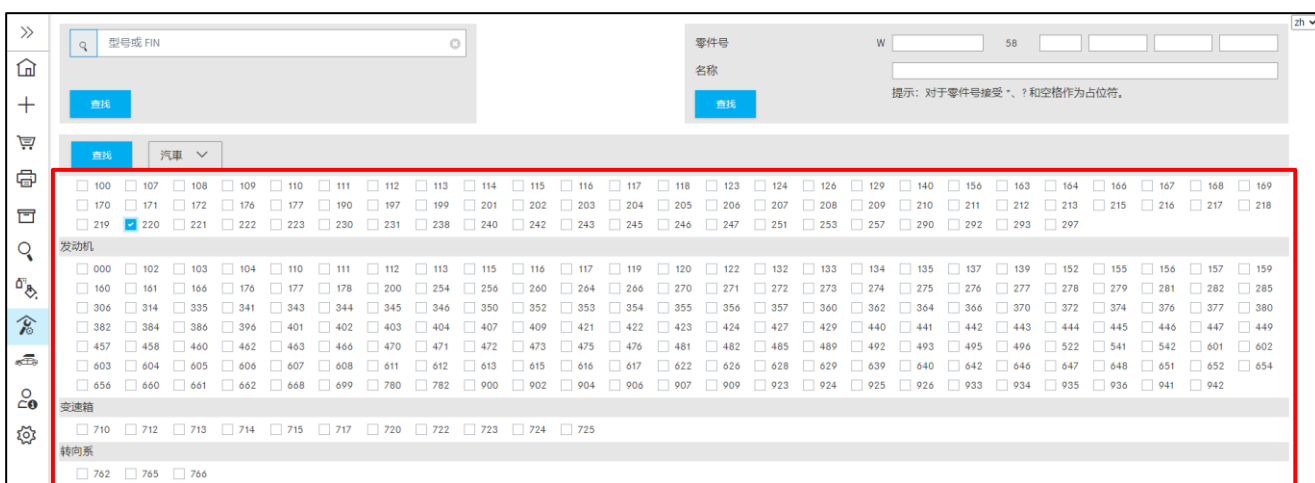 zh
型号或 FIN
零件号 W 58
名称
提示：对于零件号接受 *、? 和空格作为占位符。
查找
查找
查找 汽車
100 107 108 109 110 111 112 113 114 115 116 117 118 123 124 126 129 140 156 163 164 166 167 168 169
170 171 172 176 177 190 197 199 201 202 203 204 205 206 207 208 209 210 211 212 213 215 216 217 218
219 220 221 222 223 230 231 238 240 242 243 245 246 247 251 253 257 290 292 293 297
发动机
000 102 103 104 110 111 112 113 115 116 117 119 120 122 132 133 134 135 137 139 152 155 156 157 159
160 161 166 176 177 178 200 254 256 260 264 266 270 271 272 273 274 275 276 277 278 279 281 282 285
306 314 335 341 343 344 345 346 350 352 353 354 355 356 357 360 362 364 366 370 372 374 376 377 380
382 384 386 396 401 402 403 404 407 409 421 422 423 424 427 429 440 441 442 443 444 445 446 447 449
457 458 460 462 463 466 470 471 472 473 475 476 481 482 485 489 492 493 495 496 522 541 542 601 602
603 604 605 606 607 608 611 612 613 615 616 617 622 626 628 629 639 640 642 646 647 648 651 652 654
656 660 661 662 668 699 780 782 900 902 904 906 907 909 923 924 925 926 933 934 935 936 941 942
变速箱
710 712 713 714 715 717 720 722 723 724 725
转向系
762 765 766